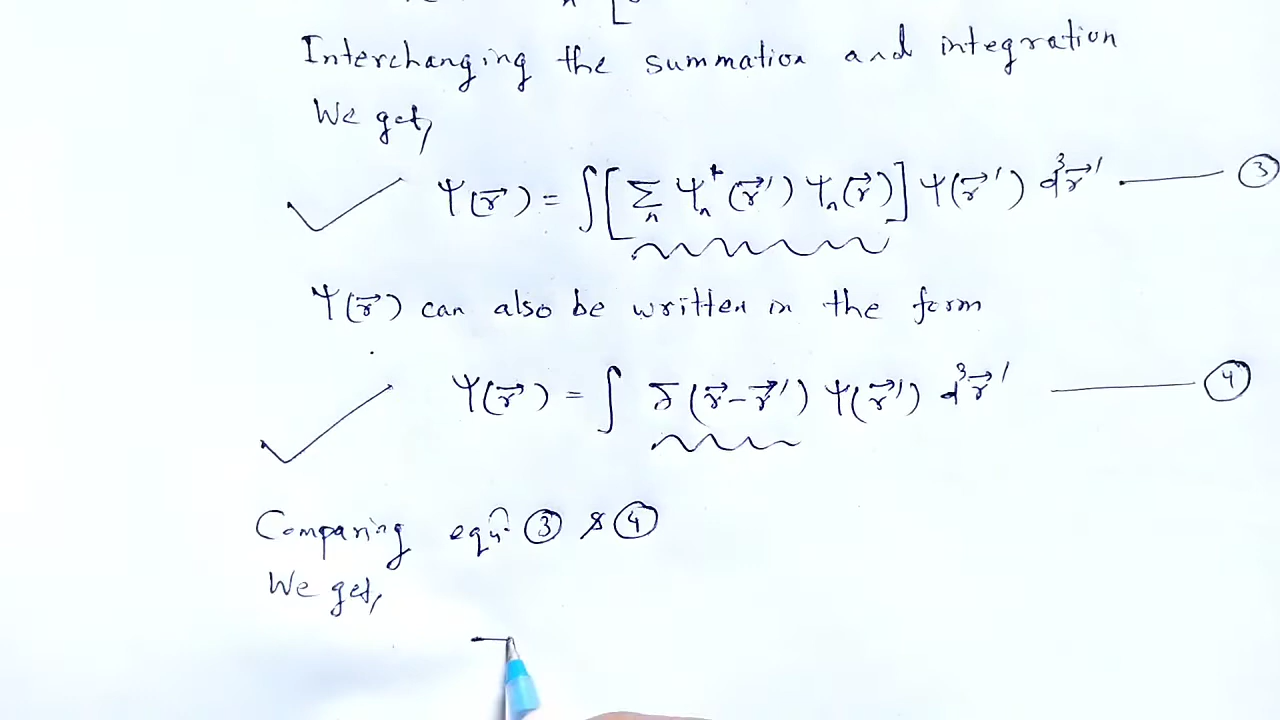 Interchanging the summation and integration
We get,
Ψ(r⃗) = ∫[Σₙ Ψₙ⁺(r⃗′) Ψₙ(r⃗)] Ψ(r⃗′) d³r⃗′ — ③
Ψ(r⃗) can also be written in the form
Ψ(r⃗) = ∫ δ(r⃗-r⃗′) Ψ(r⃗′) d³r⃗′ — ④
Comparing eqn. ③ & ④
We get,